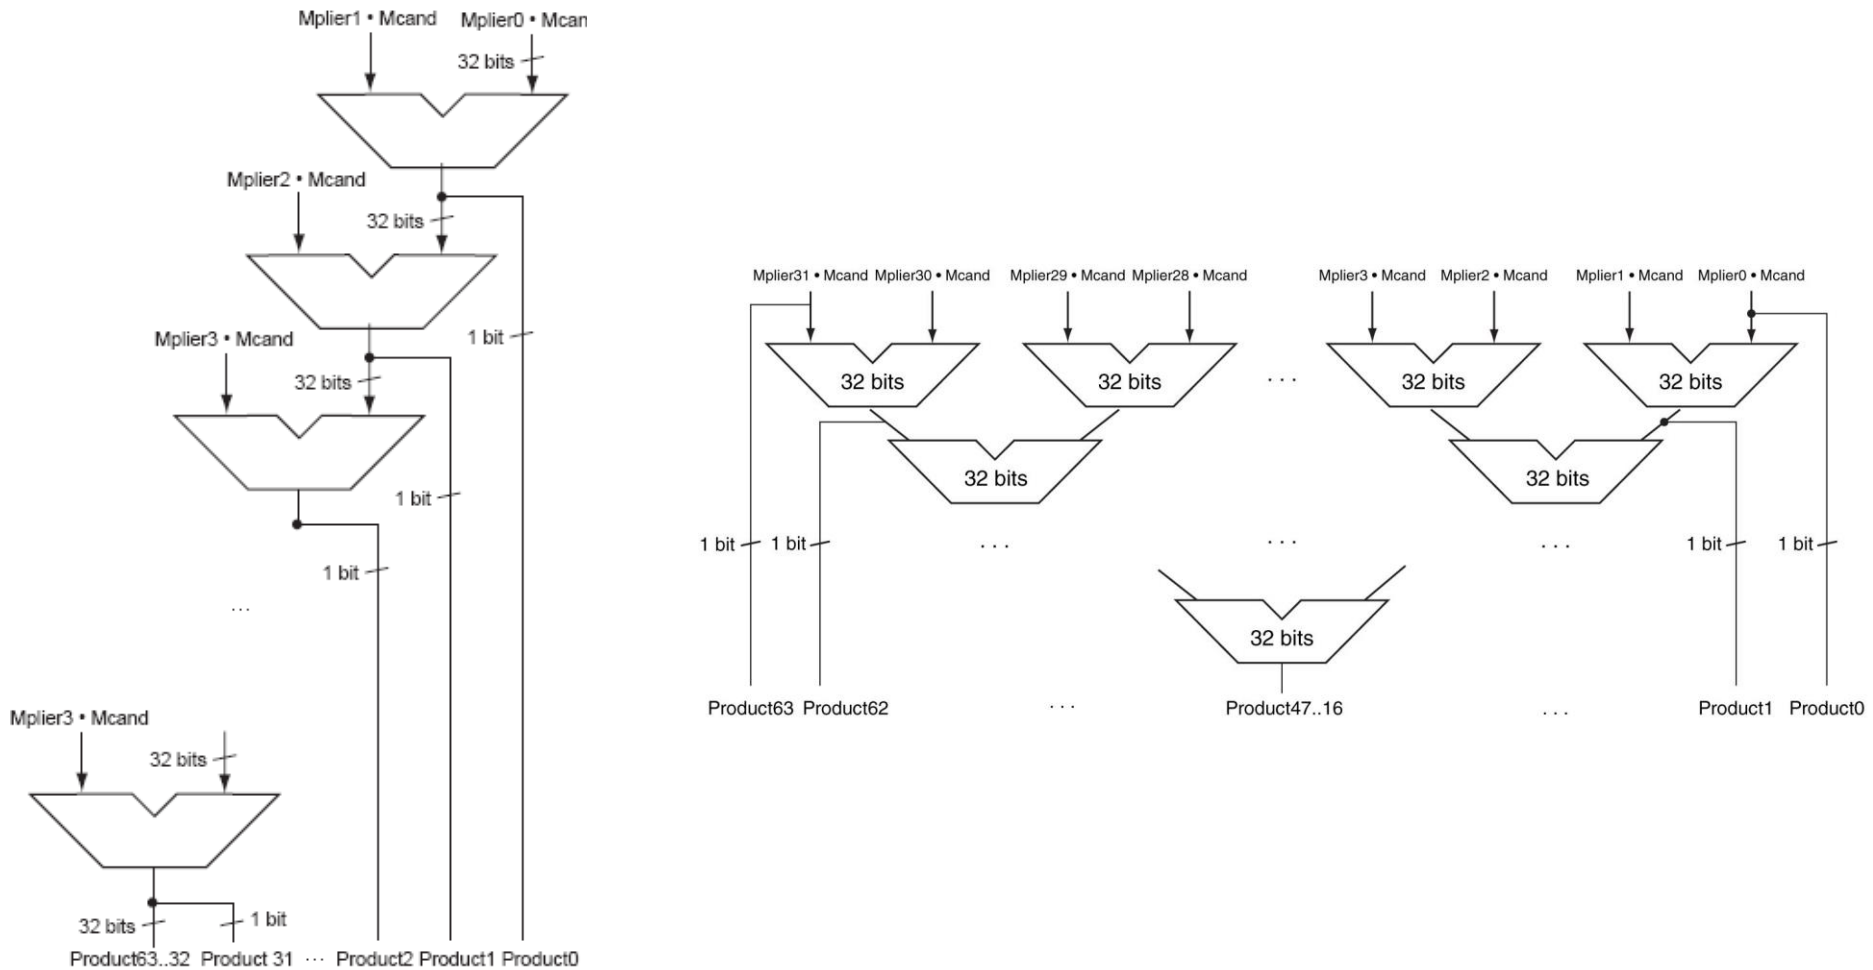 Mplier1 • Mcand Mplier0 • Mcan
32 bits
Mplier2 • Mcand
32 bits
1 bit
Mplier3 • Mcand
32 bits
1 bit
1 bit
...
Mplier3 • Mcand
32 bits
32 bits 1 bit
Product63..32 Product 31 ... Product2 Product1 Product0
Mplier31 • Mcand Mplier30 • Mcand Mplier29 • Mcand Mplier28 • Mcand Mplier3 • Mcand Mplier2 • Mcand Mplier1 • Mcand Mplier0 • Mcand
32 bits 32 bits . . . 32 bits 32 bits
32 bits 32 bits
1 bit 1 bit . . . . . . . . . 1 bit 1 bit
32 bits
Product63 Product62 . . . Product47..16 . . . Product1 Product0